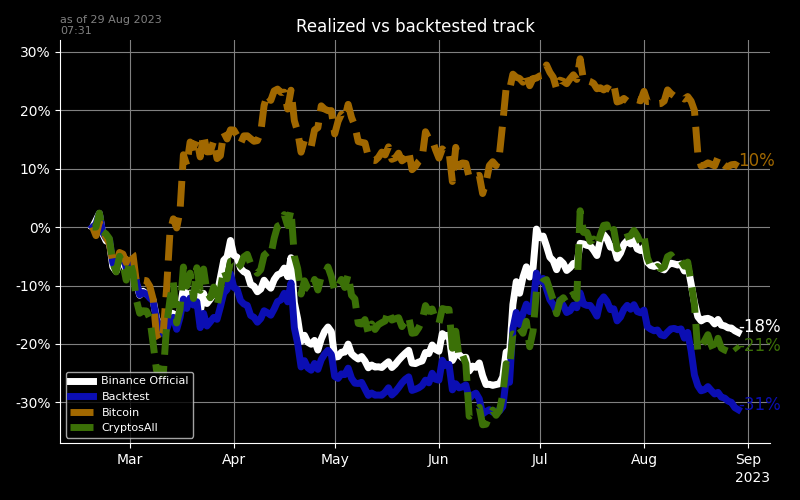 as of 29 Aug 2023
07:31
Realized vs backtested track
30%
20%
10%
0%
-10%
-20%
-30%
10%
-18%
-21%
-31%
Binance Official
Backtest
Bitcoin
CryptosAll
Mar
Apr
May
Jun
Jul
Aug
Sep
2023